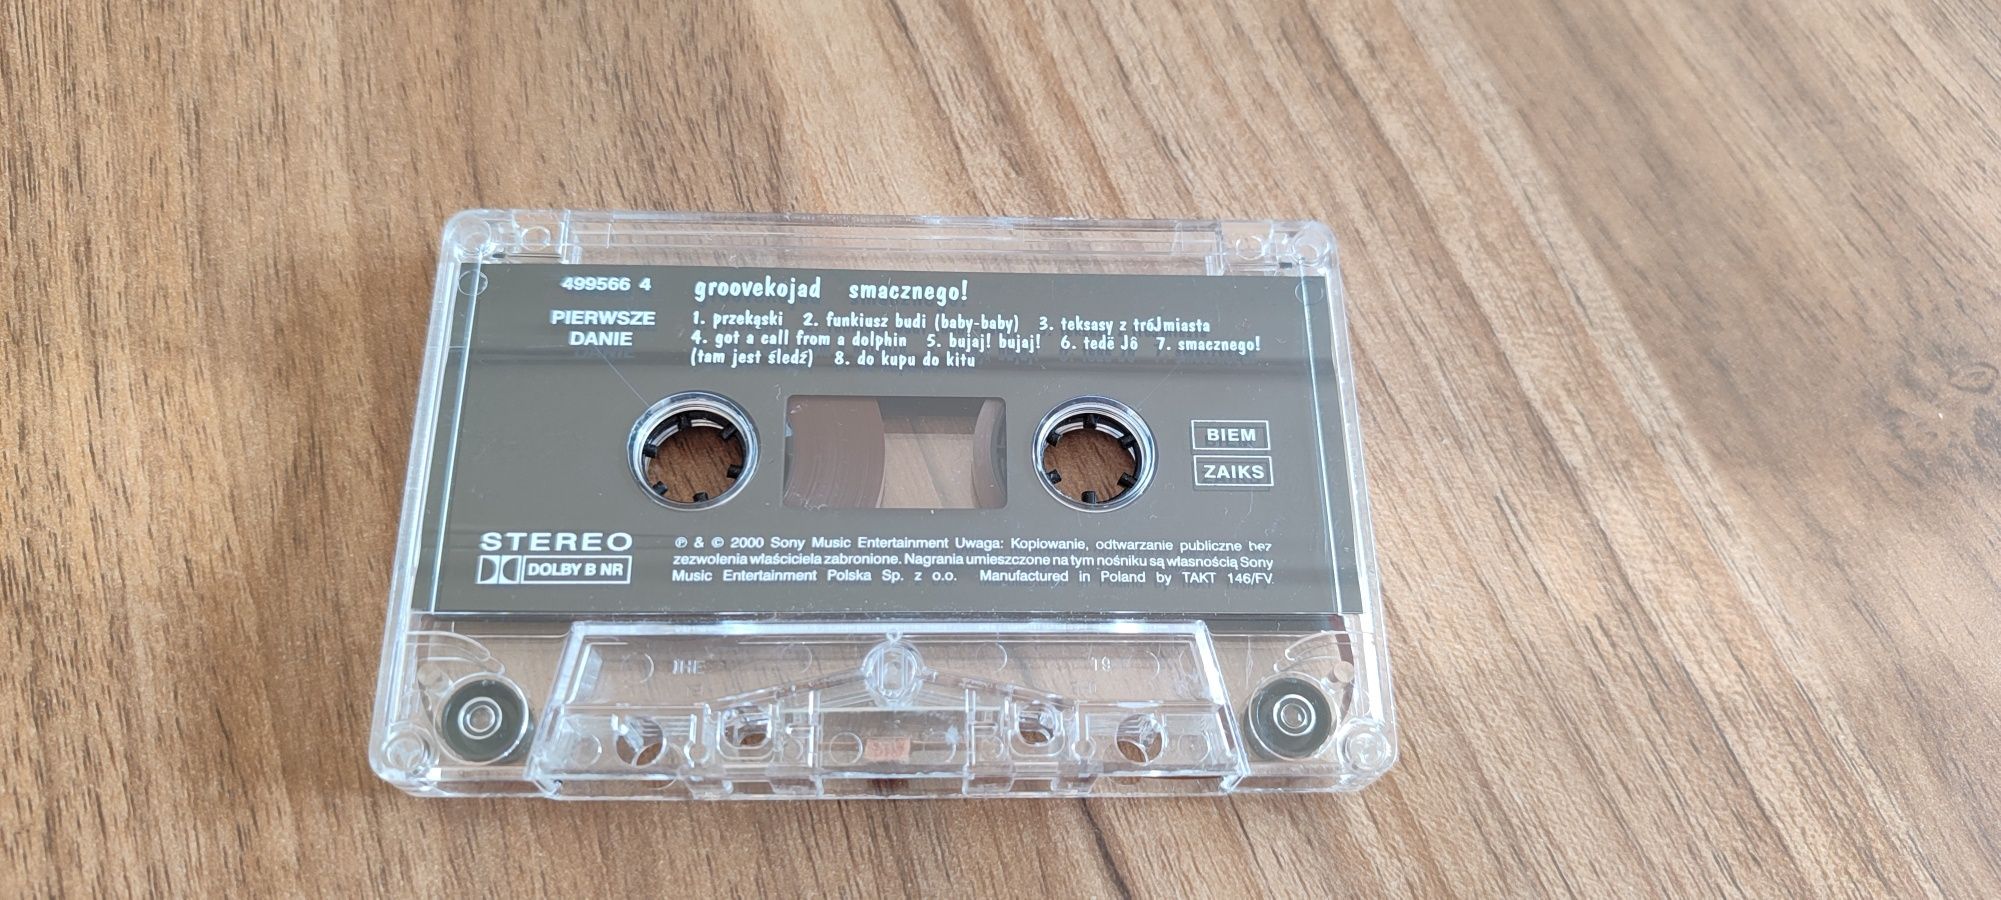 499566 4
PIERWSZE
DANIE
groovekojad smacznego!
1. przekąski 2. funkiusz budi (baby-baby) 3. teksasy z tróJmiasta
4. got a call from a dolphin 5. bujaj! bujaj! 6. tedë Jô 7. smacznego!
(tam jest śledź) 8. do kupu do kitu
BIEM
ZAIKS
STEREO
DOLBY B NR
℗ & © 2000 Sony Music Entertainment Uwaga: Kopiowanie, odtwarzanie publiczne bez
zezwolenia właściciela zabronione. Nagrania umieszczone na tym nośniku są własnością Sony
Music Entertainment Polska Sp. z o.o. Manufactured in Poland by TAKT 146/FV.